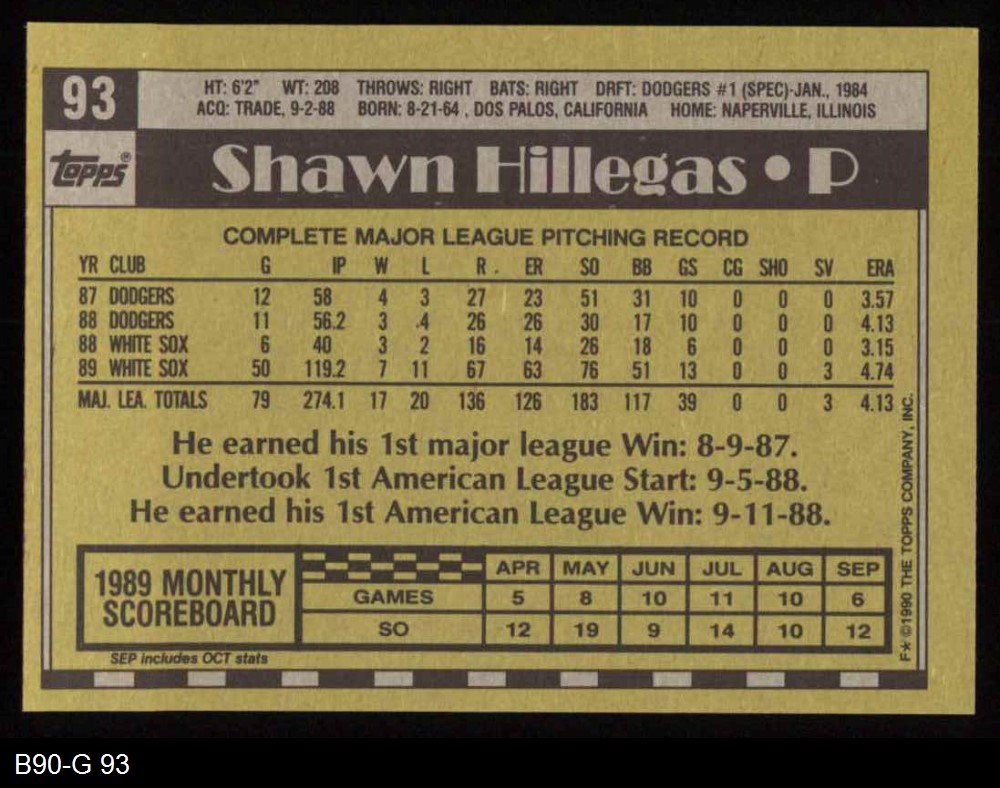 93
HT: 6'2" WT: 208 THROWS: RIGHT BATS: RIGHT DRFT: DODGERS #1 (SPEC)-JAN., 1984
ACQ: TRADE, 9-2-88 BORN: 8-21-64 , DOS PALOS, CALIFORNIA HOME: NAPERVILLE, ILLINOIS
Topps®
Shawn Hillegas • P
COMPLETE MAJOR LEAGUE PITCHING RECORD
YR CLUB G IP W L R ER SO BB GS CG SHO SV ERA
87 DODGERS 12 58 4 3 27 23 51 31 10 0 0 0 3.57
88 DODGERS 11 56.2 3 4 26 26 30 17 10 0 0 0 4.13
88 WHITE SOX 6 40 3 2 16 14 26 18 6 0 0 0 3.15
89 WHITE SOX 50 119.2 7 11 67 63 76 51 13 0 0 3 4.74
MAJ. LEA. TOTALS 79 274.1 17 20 136 126 183 117 39 0 0 3 4.13
He earned his 1st major league Win: 8-9-87.
Undertook 1st American League Start: 9-5-88.
He earned his 1st American League Win: 9-11-88.
1989 MONTHLY
SCOREBOARD
APR MAY JUN JUL AUG SEP
GAMES 5 8 10 11 10 6
SO 12 19 9 14 10 12
SEP includes OCT stats
F* ©1990 THE TOPPS COMPANY, INC.
B90-G 93